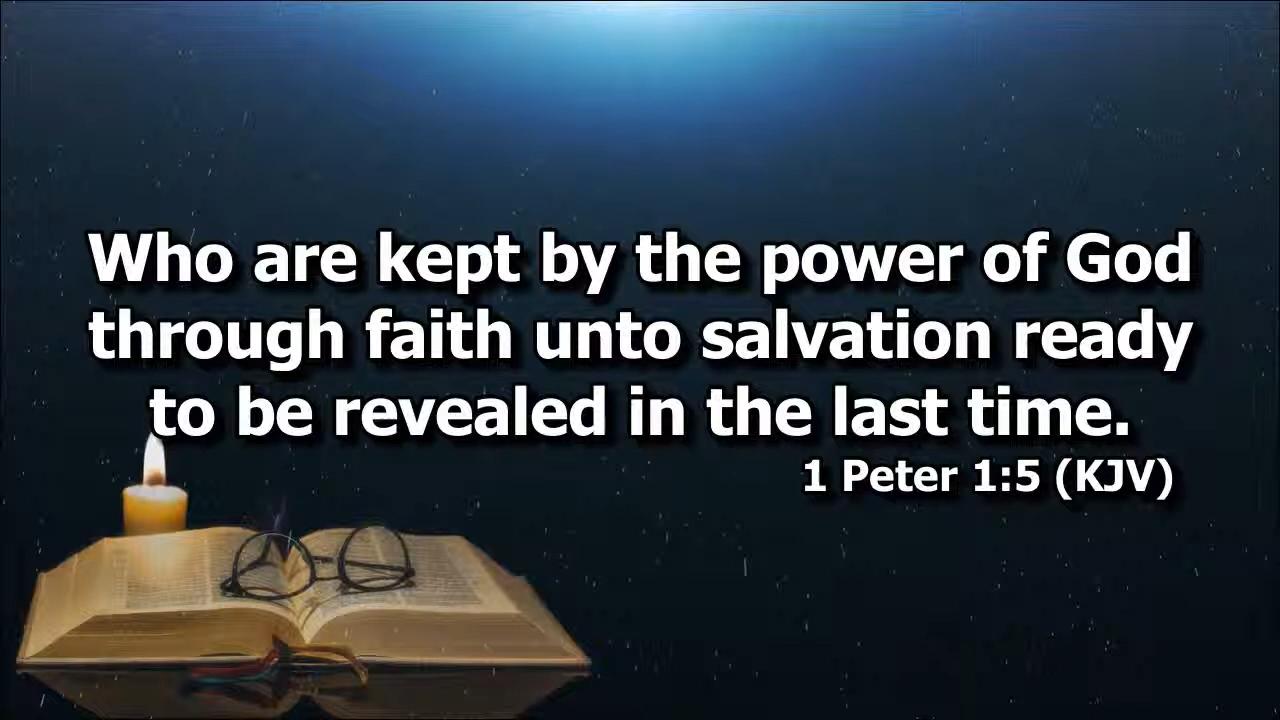 Who are kept by the power of God
through faith unto salvation ready
to be revealed in the last time.
1 Peter 1:5 (KJV)